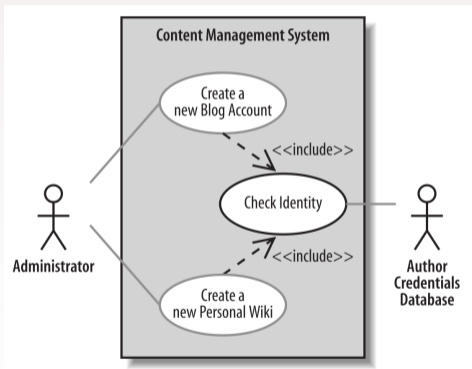 Content Management System
Create a
new Blog Account
<<include>>
Check Identity
Administrator
<<include>>
Author
Credentials
Database
Create a
new Personal Wiki